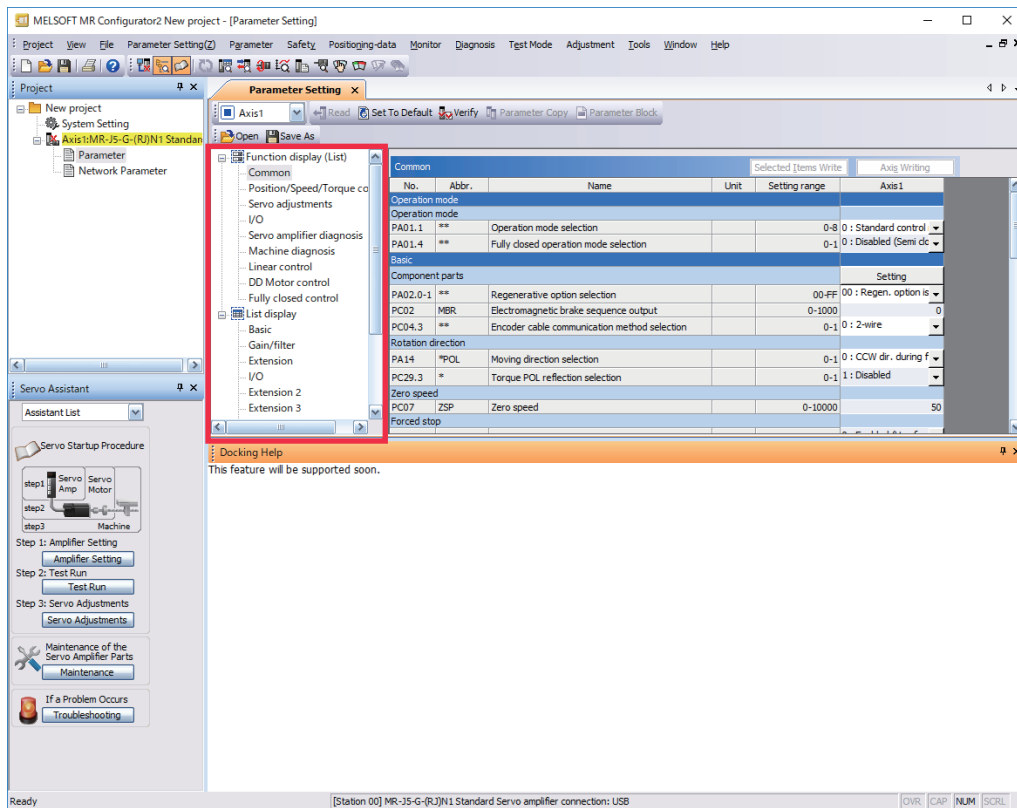 MELSOFT MR Configurator2 New project - [Parameter Setting]
Project View File Parameter Setting(Z) Parameter Safety Positioning-data Monitor Diagnosis Test Mode Adjustment Tools Window Help
Project
New project
System Setting
Axis1:MR-J5-G-(RJ)N1 Standar
Parameter
Network Parameter
Servo Assistant
Assistant List
Servo Startup Procedure
step1
Servo Amp
Servo Motor
step2
step3 Machine
Step 1: Amplifier Setting
Amplifier Setting
Step 2: Test Run
Test Run
Step 3: Servo Adjustments
Servo Adjustments
Maintenance of the
Servo Amplifier Parts
Maintenance
If a Problem Occurs
Troubleshooting
Parameter Setting
Axis1 Read Set To Default Verify Parameter Copy Parameter Block
Open Save As
Function display (List)
Common
Position/Speed/Torque co
Servo adjustments
I/O
Servo amplifier diagnosis
Machine diagnosis
Linear control
DD Motor control
Fully closed control
List display
Basic
Gain/filter
Extension
I/O
Extension 2
Extension 3
Common Selected Items Write Axis Writing
No. Abbr. Name Unit Setting range Axis1
Operation mode
Operation mode
PA01.1 ** Operation mode selection 0-8 0 : Standard control
PA01.4 ** Fully closed operation mode selection 0-1 0 : Disabled (Semi clc
Basic
Component parts Setting
PA02.0-1 ** Regenerative option selection 00-FF 00 : Regen. option is
PC02 MBR Electromagnetic brake sequence output 0-1000 0
PC04.3 ** Encoder cable communication method selection 0-1 0 : 2-wire
Rotation direction
PA14 *POL Moving direction selection 0-1 0 : CCW dir. during f
PC29.3 * Torque POL reflection selection 0-1 1 : Disabled
Zero speed
PC07 ZSP Zero speed 0-10000 50
Forced stop
Docking Help
This feature will be supported soon.
Ready [Station 00] MR-J5-G-(RJ)N1 Standard Servo amplifier connection: USB OVR CAP NUM SCRL